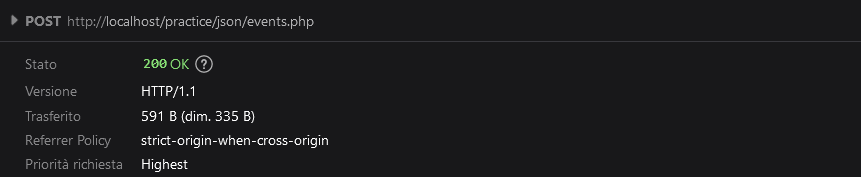 POST http://localhost/practice/json/events.php
Stato 200 OK ?
Versione HTTP/1.1
Trasferito 591 B (dim. 335 B)
Referrer Policy strict-origin-when-cross-origin
Priorità richiesta Highest